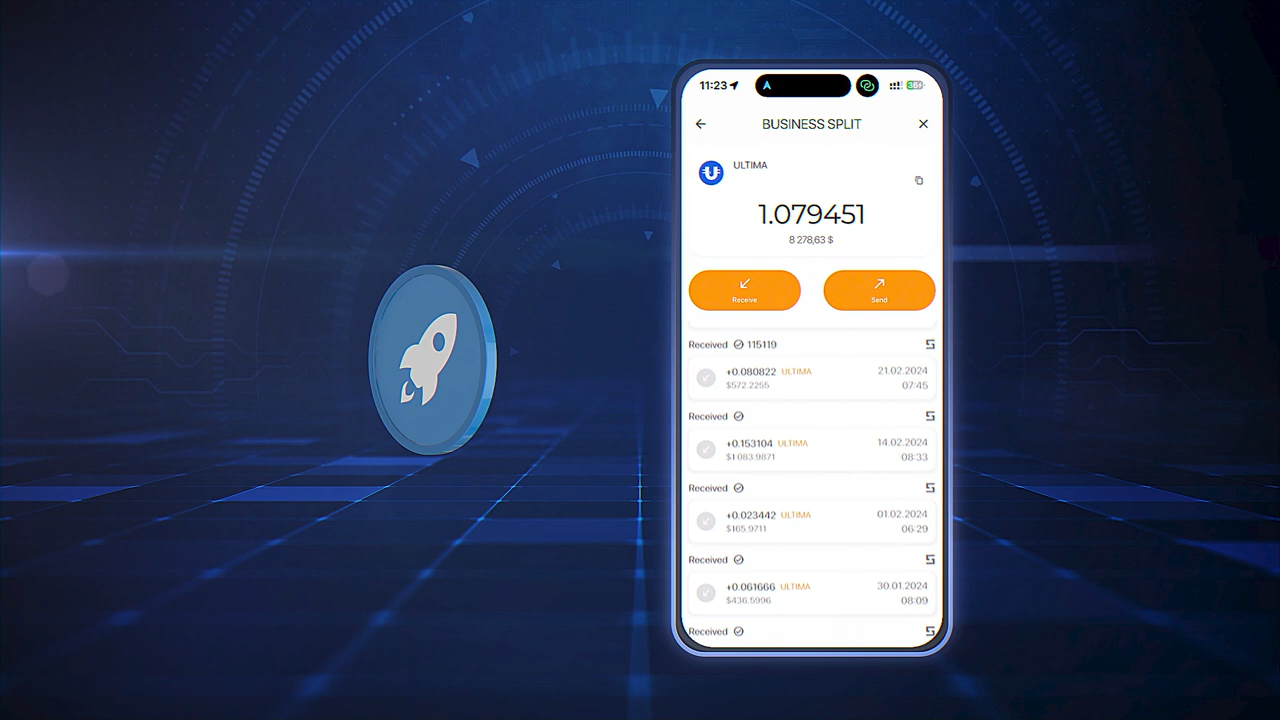 11:23
BUSINESS SPLIT
ULTIMA
1.079451
8 278,63 $
Receive
Send
Received 115119
+0.080822 ULTIMA
21.02.2024
$572.2255
07:45
Received
+0.153104 ULTIMA
14.02.2024
$1 083.9871
08:33
Received
+0.023442 ULTIMA
01.02.2024
$165.9711
06:29
Received
+0.061666 ULTIMA
30.01.2024
$436.5996
08:09
Received